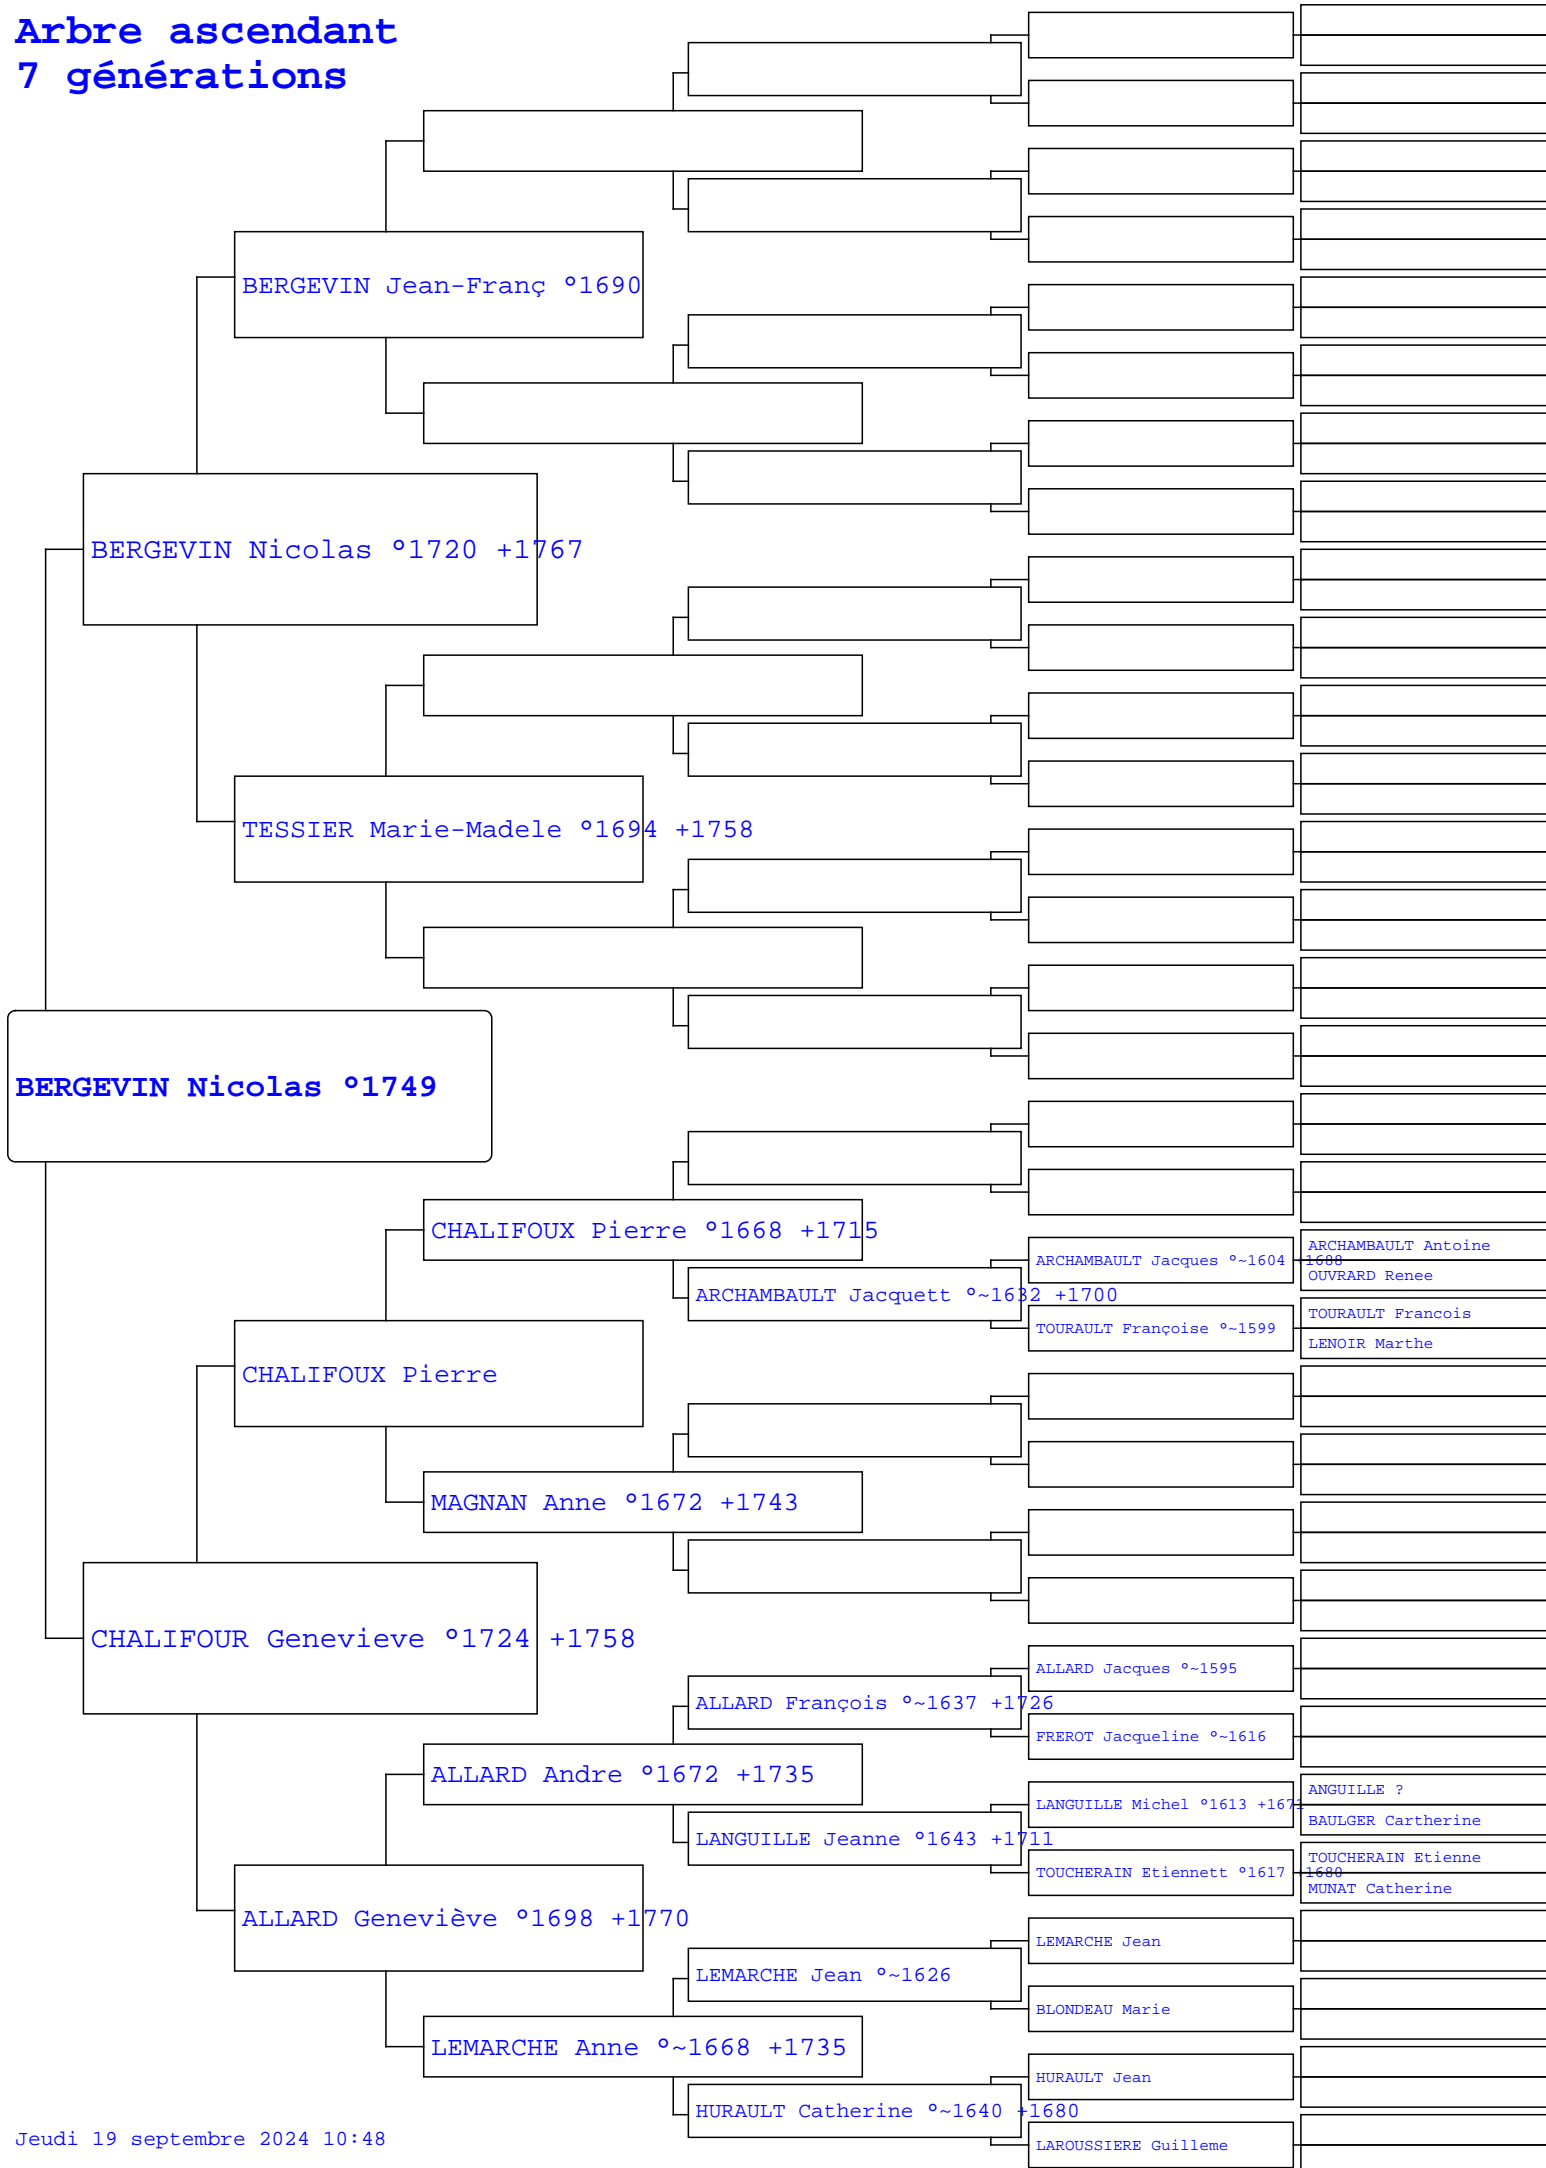 Arbre ascendant
7 générations
BERGEVIN Jean-Franç °1690
BERGEVIN Nicolas °1720 +1767
TESSIER Marie-Madele °1694 +1758
BERGEVIN Nicolas °1749
CHALIFOUX Pierre °1668 +1715
ARCHAMBAULT Antoine
ARCHAMBAULT Jacques °~1604 +1688
OUVRARD Renee
ARCHAMBAULT Jacquett °~1632 +1700
TOURAULT Francois
TOURAULT Françoise °~1599
LENOIR Marthe
CHALIFOUX Pierre
MAGNAN Anne °1672 +1743
CHALIFOUR Genevieve °1724 +1758
ALLARD Jacques °~1595
ALLARD François °~1637 +1726
FREROT Jacqueline °~1616
ALLARD Andre °1672 +1735
ANGUILLE ?
LANGUILLE Michel °1613 +1671
BAULGER Cartherine
LANGUILLE Jeanne °1643 +1711
TOUCHERAIN Etienne
TOUCHERAIN Etiennett °1617 +1680
MUNAT Catherine
ALLARD Geneviève °1698 +1770
LEMARCHE Jean
LEMARCHE Jean °~1626
BLONDEAU Marie
LEMARCHE Anne °~1668 +1735
HURAULT Jean
HURAULT Catherine °~1640 +1680
LAROUSSIERE Guilleme
Jeudi 19 septembre 2024 10:48